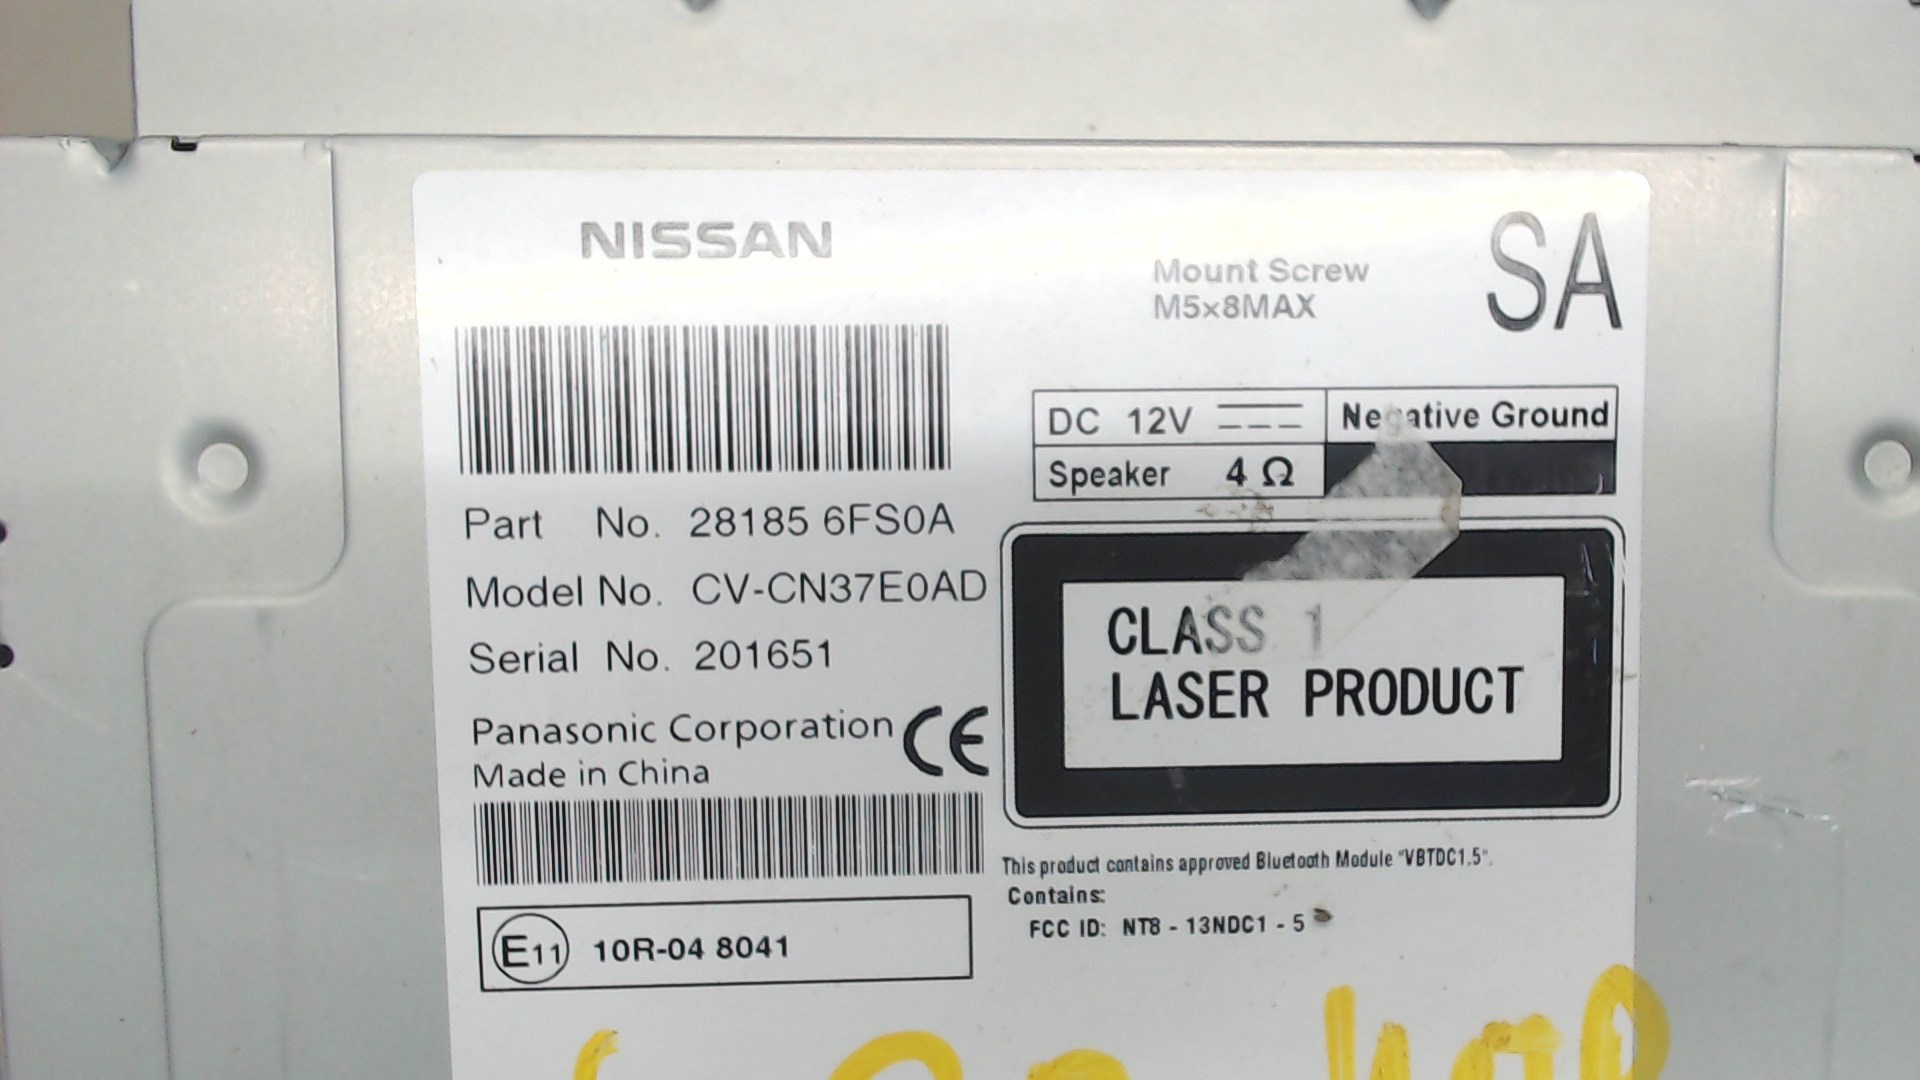 NISSAN
Mount Screw
M5x8MAX
SA
DC 12V
Negative Ground
Speaker 4 Ω
Part No. 28185 6FS0A
Model No. CV-CN37E0AD
Serial No. 201651
Panasonic Corporation
Made in China
CE
CLASS 1
LASER PRODUCT
This product contains approved Bluetooth Module "VBTDC1.5".
Contains:
FCC ID: NT8 - 13NDC1 - 5
E11 10R-04 8041